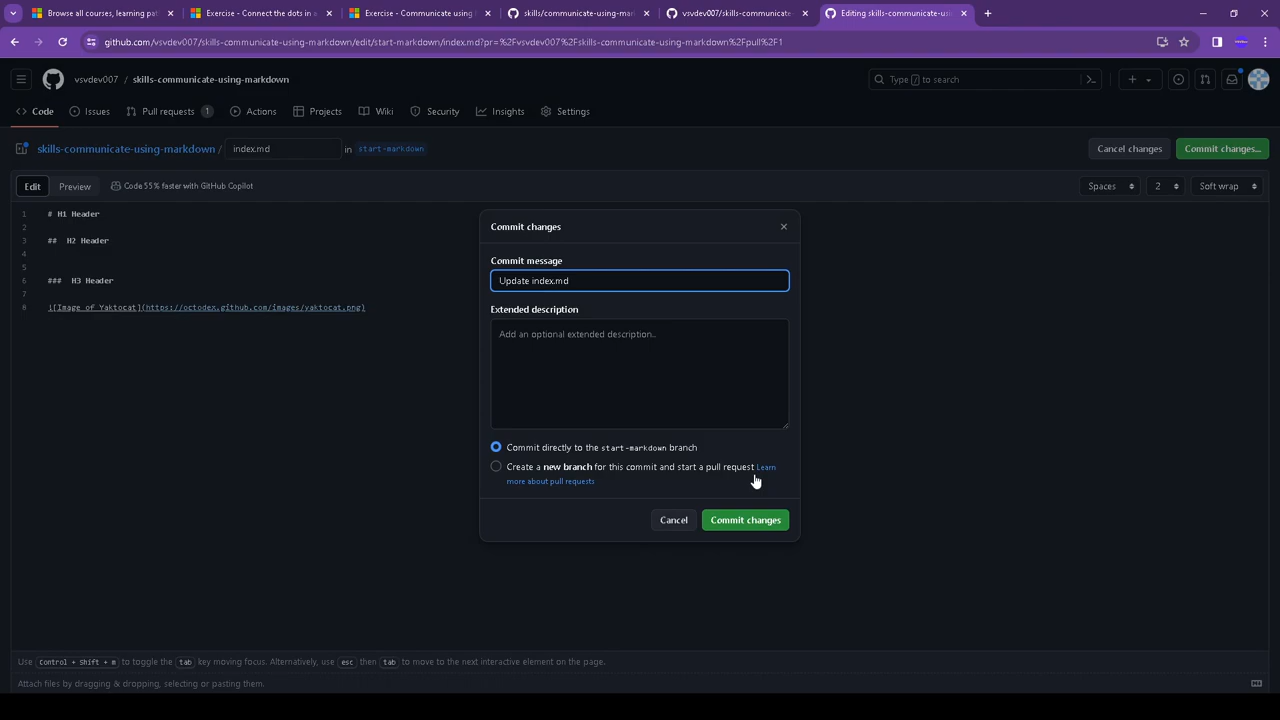 Browse all courses, learning pat
Exercise - Connect the dots in a
Exercise - Communicate using
skills/communicate-using-mark
vsvdev007/skills-communicate-
Editing skills-communicate-usi
github.com/vsvdev007/skills-communicate-using-markdown/edit/start-markdown/index.md?pr=%2Fvsvdev007%2Fskills-communicate-using-markdown%2Fpull%2F1
vsvdev007 / skills-communicate-using-markdown
Type / to search
Code Issues Pull requests 1 Actions Projects Wiki Security Insights Settings
skills-communicate-using-markdown / index.md in start-markdown
Cancel changes Commit changes...
Edit Preview Code 55% faster with GitHub Copilot
Spaces 2 Soft wrap
1 # H1 Header
2
3 ## H2 Header
4
5
6 ### H3 Header
7
8 ![Image of Yaktocat](https://octodex.github.com/images/yaktocat.png)
Commit changes
Commit message
Update index.md
Extended description
Add an optional extended description..
Commit directly to the start-markdown branch
Create a new branch for this commit and start a pull request Learn
more about pull requests
Cancel Commit changes
Use Control + Shift + m to toggle the tab key moving focus. Alternatively, use esc then tab to move to the next interactive element on the page.
Attach files by dragging & dropping, selecting or pasting them.